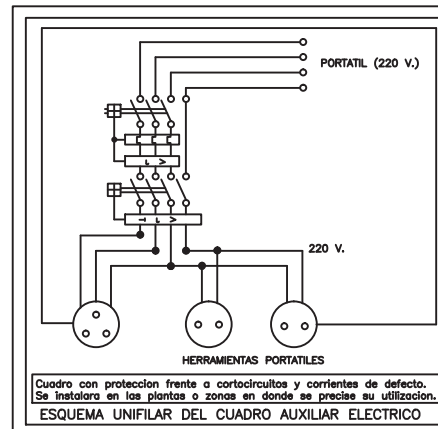 PORTATIL (220 V.)
220 V.
HERRAMIENTAS PORTATILES
Cuadro con proteccion frente a cortocircuitos y corrientes de defecto.
Se instalara en las plantas o zonas en donde se precise su utilizacion.
ESQUEMA UNIFILAR DEL CUADRO AUXILIAR ELECTRICO